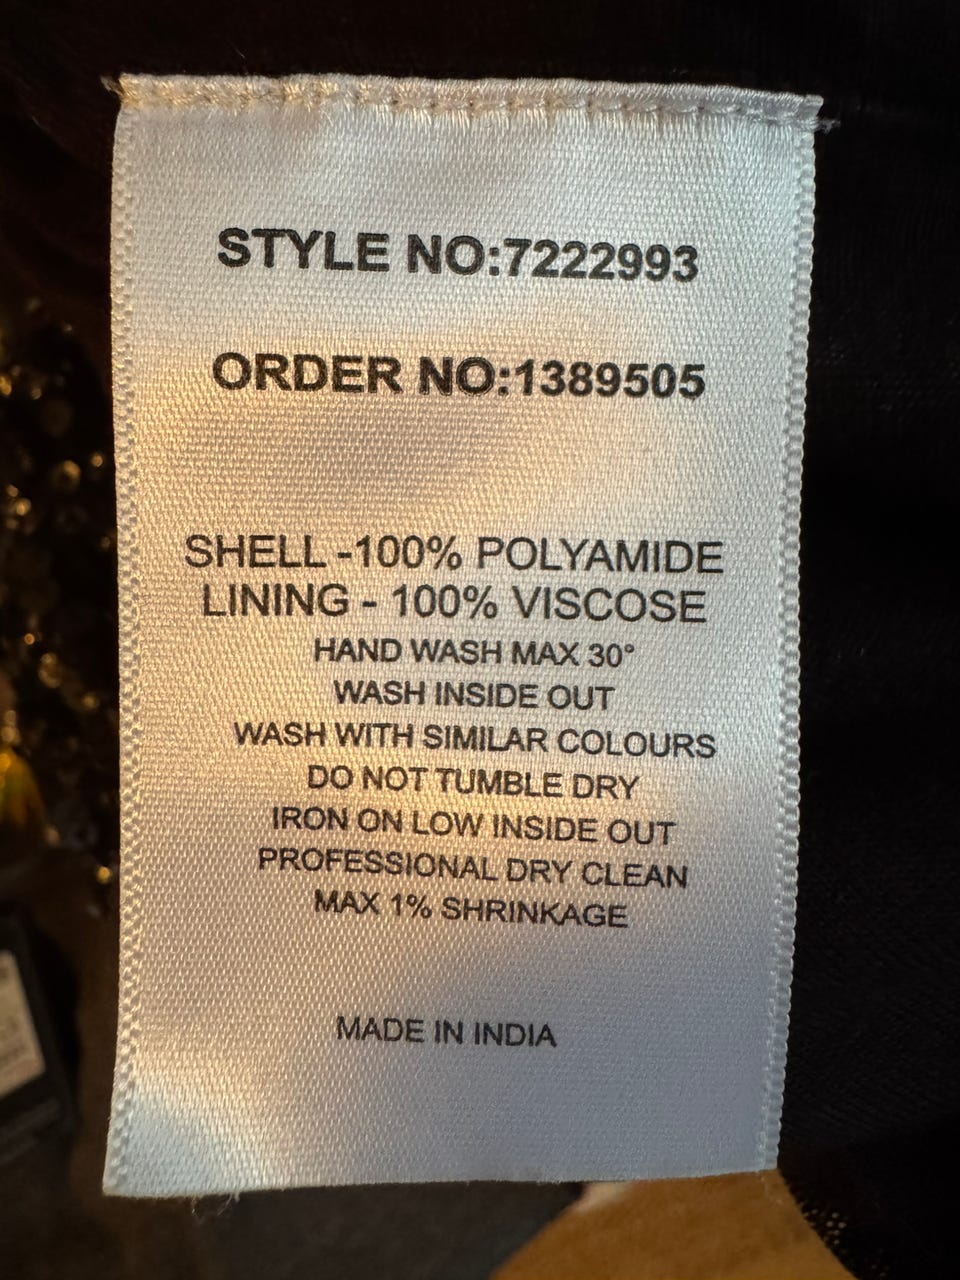 STYLE NO:7222993
ORDER NO:1389505
SHELL -100% POLYAMIDE
LINING - 100% VISCOSE
HAND WASH MAX 30°
WASH INSIDE OUT
WASH WITH SIMILAR COLOURS
DO NOT TUMBLE DRY
IRON ON LOW INSIDE OUT
PROFESSIONAL DRY CLEAN
MAX 1% SHRINKAGE
MADE IN INDIA